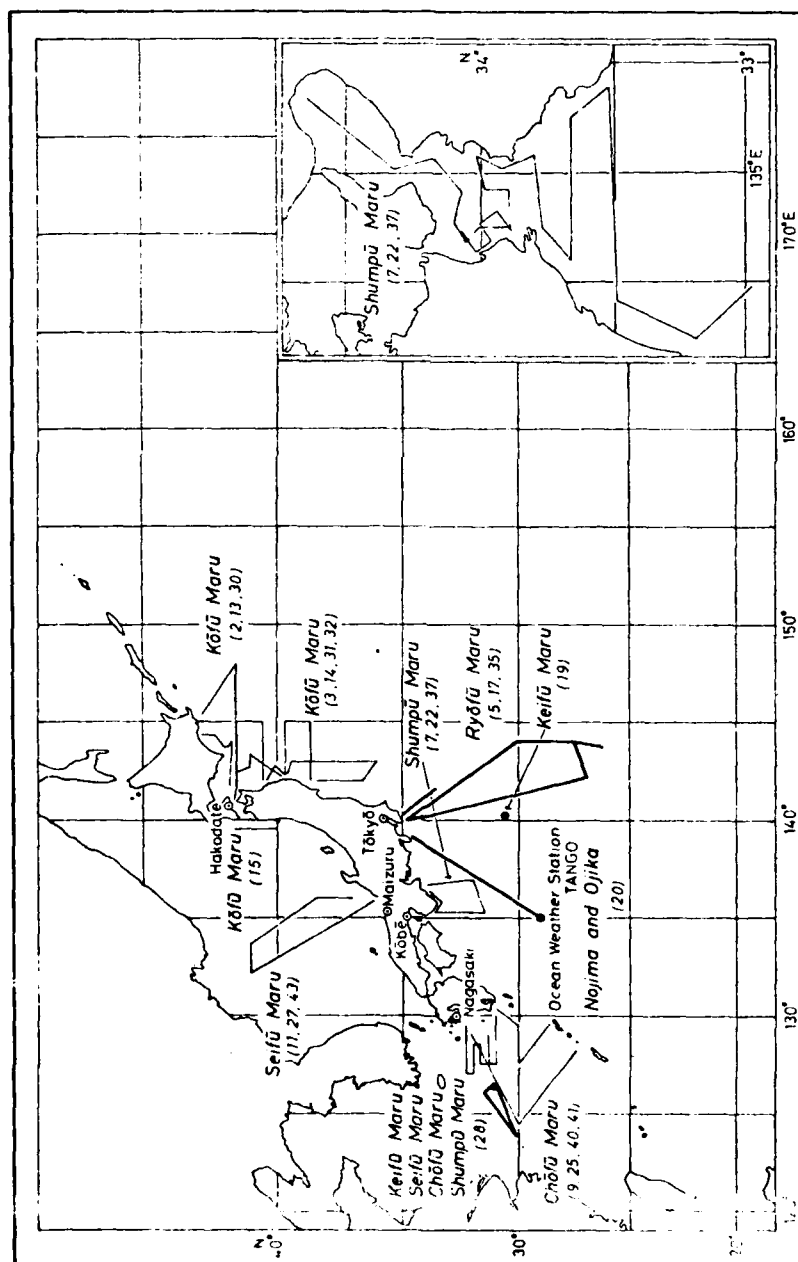 Shumpū Maru
(7, 22, 37)
N
34°
33°
135°E
170°E
160°
150°
140°
130°
N
40°
30°
20°
Kōfū Maru
(2, 13, 30)
Kōfū Maru
(3, 14, 31, 32)
Shumpū Maru
(7, 22, 37)
Ryōfū Maru
(5, 17, 35)
Keifū Maru
(19)
Hakodate
Kōfū Maru
(15)
Tōkyō
Maizuru
Kōbe
Nagasaki
Seifū Maru
(11, 27, 43)
Ocean Weather Station
TANGO
Nojima and Ojika
(20)
Keifū Maru
Seifū Maru
Chōfū Maru
Shumpū Maru
(28)
Chōfū Maru
(9, 25, 40, 41)